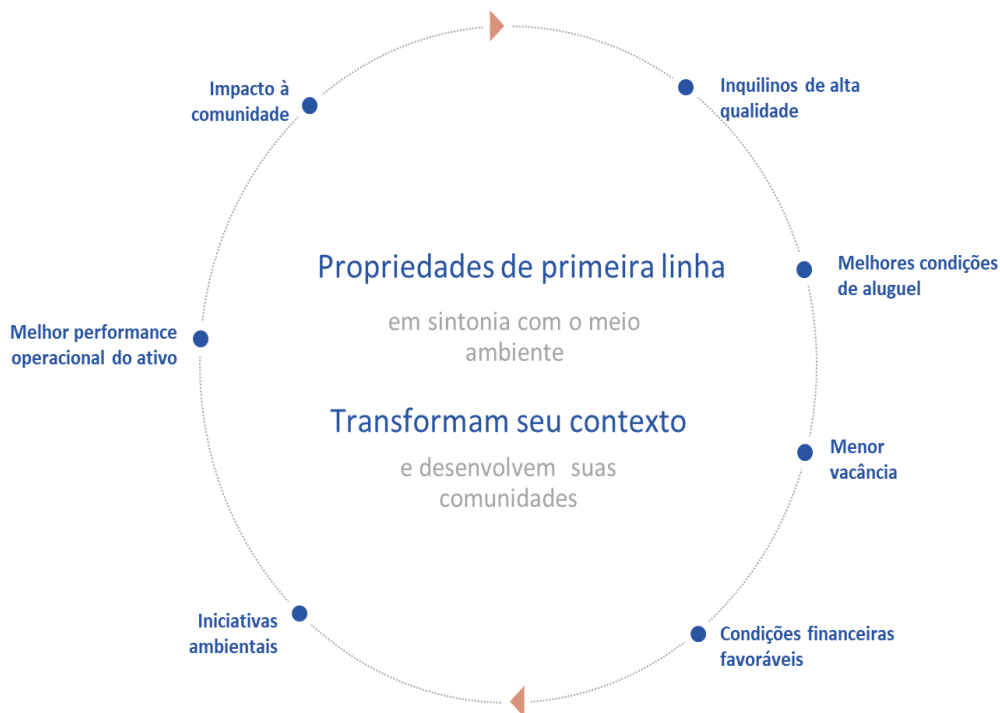 Impacto à
comunidade
Inquilinos de alta
qualidade
Propriedades de primeira linha
em sintonia com o meio
ambiente
Melhores condições
de aluguel
Melhor performance
operacional do ativo
Transformam seu contexto
e desenvolvem suas
comunidades
Menor
vacância
Iniciativas
ambientais
Condições financeiras
favoráveis